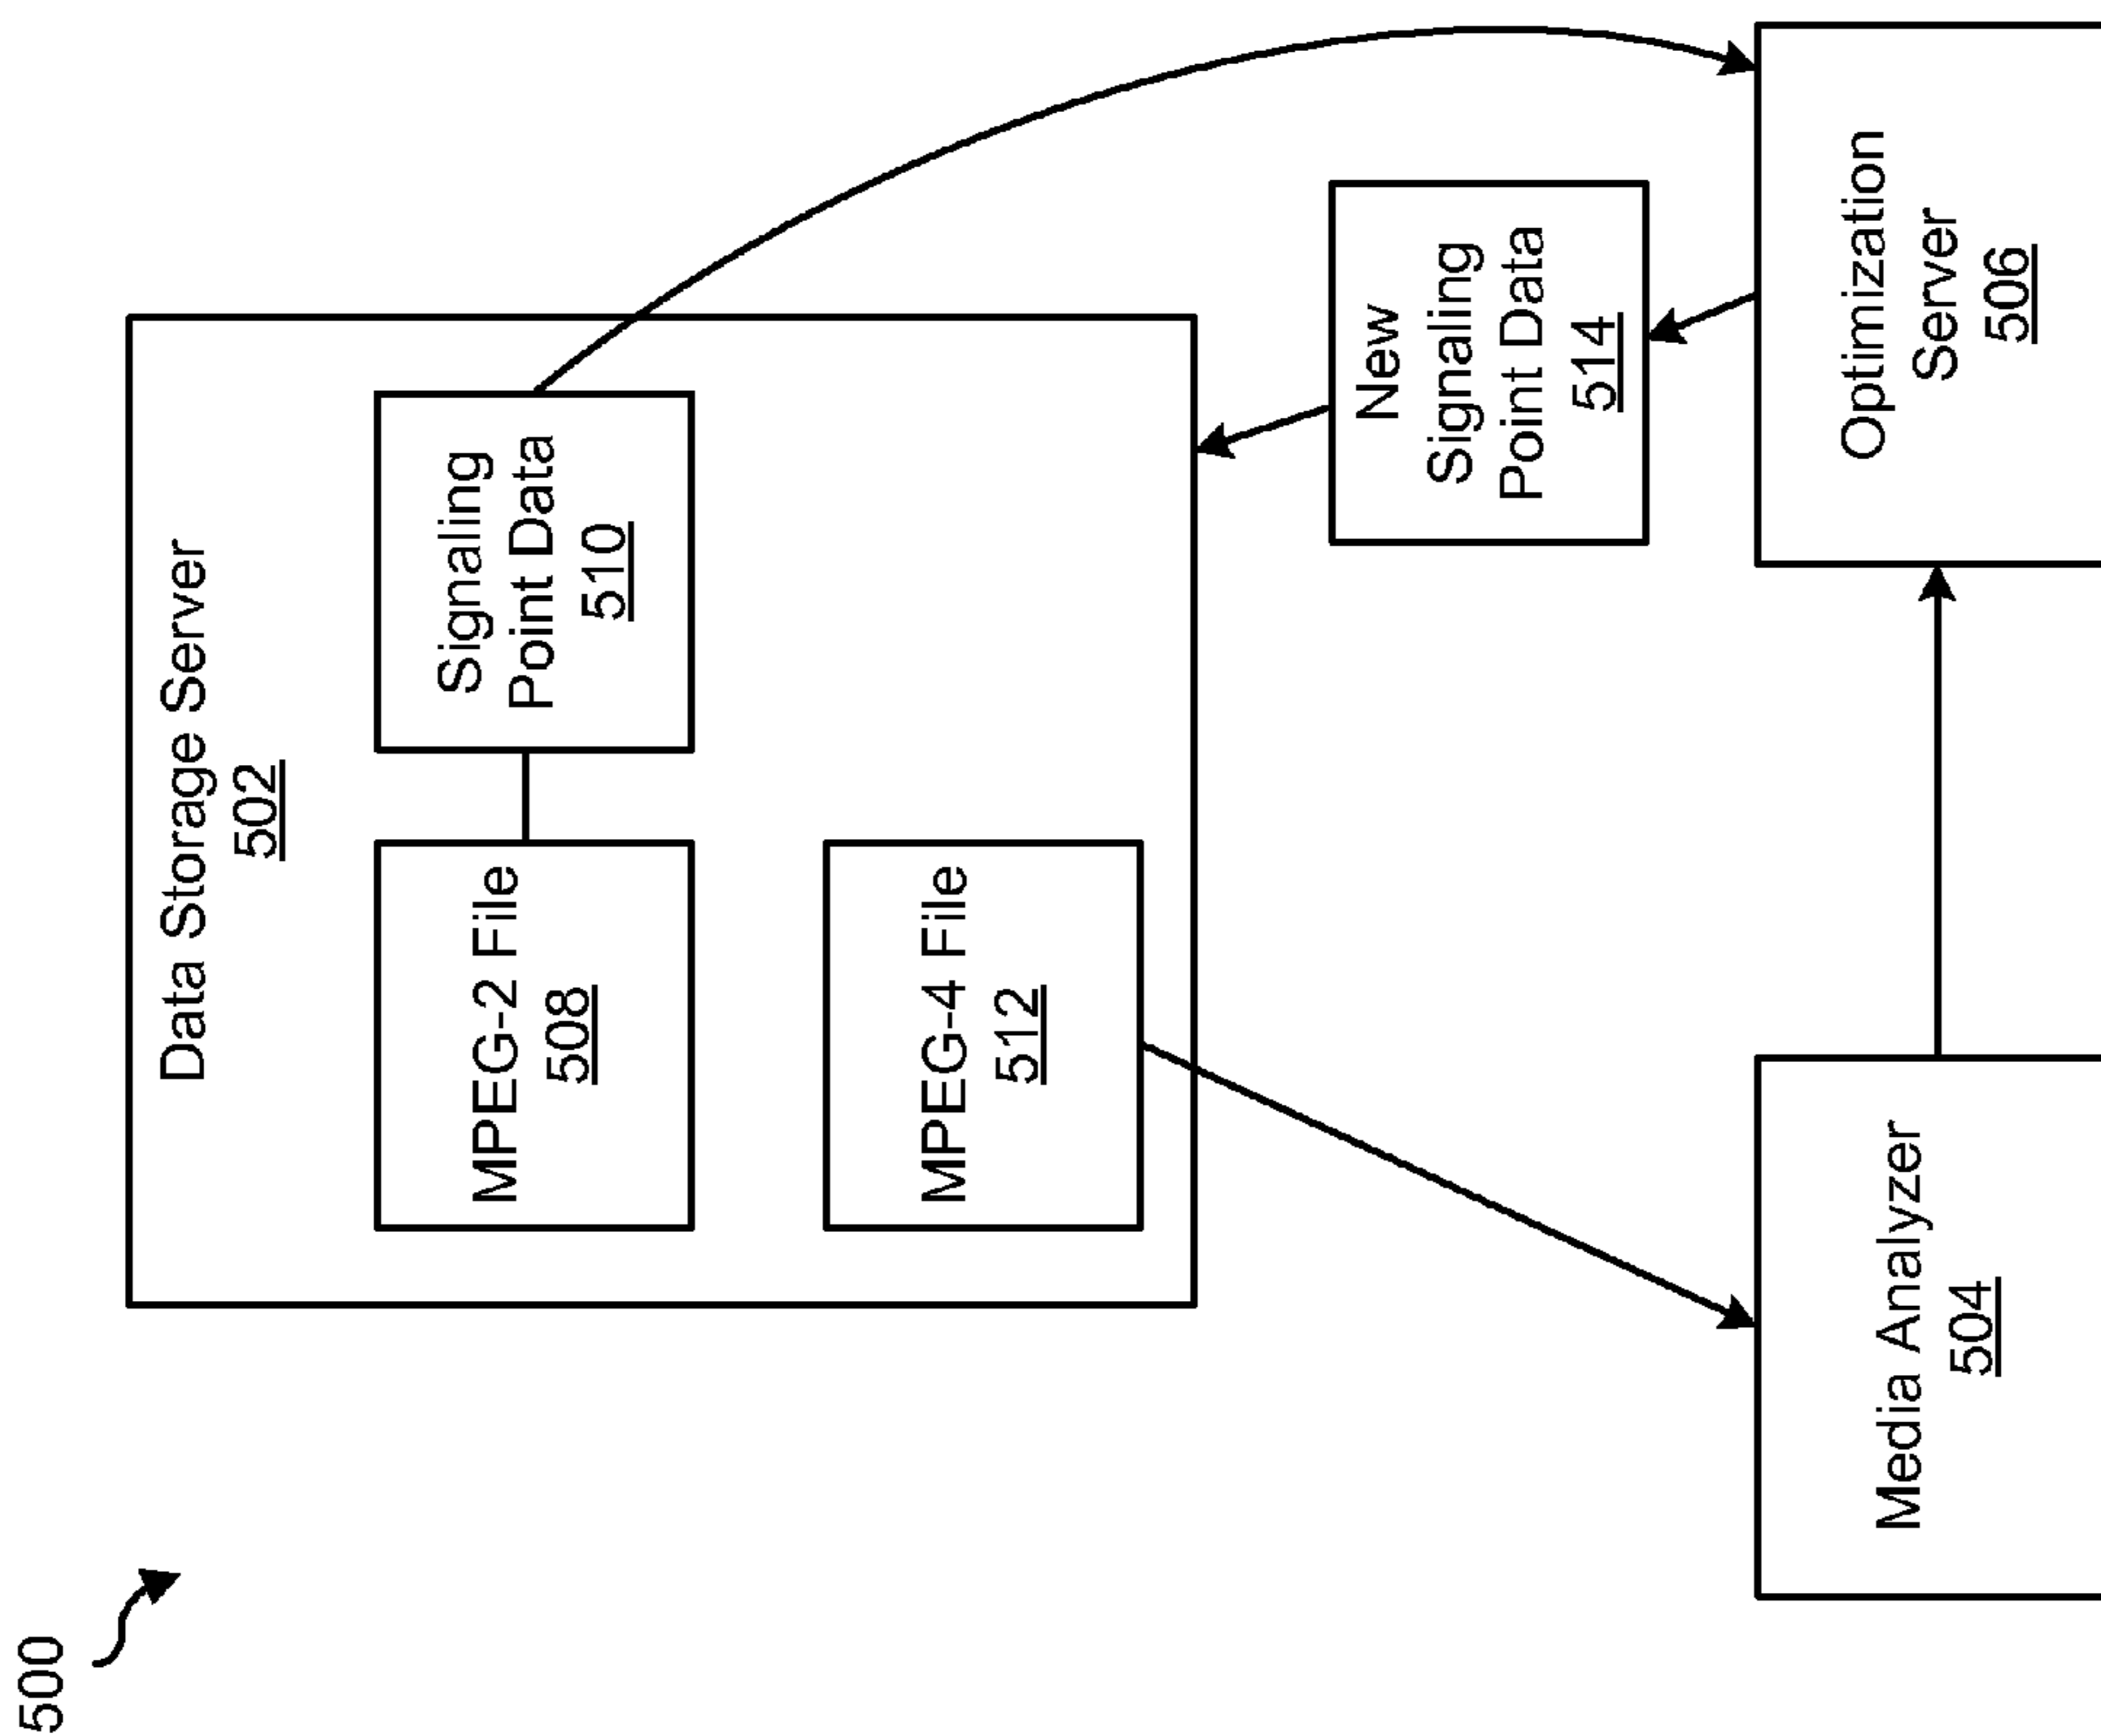 500
Data Storage Server
502
MPEG-2 File
508
Signaling
Point Data
510
MPEG-4 File
512
New
Signaling
Point Data
514
Media Analyzer
504
Optimization
Server
506